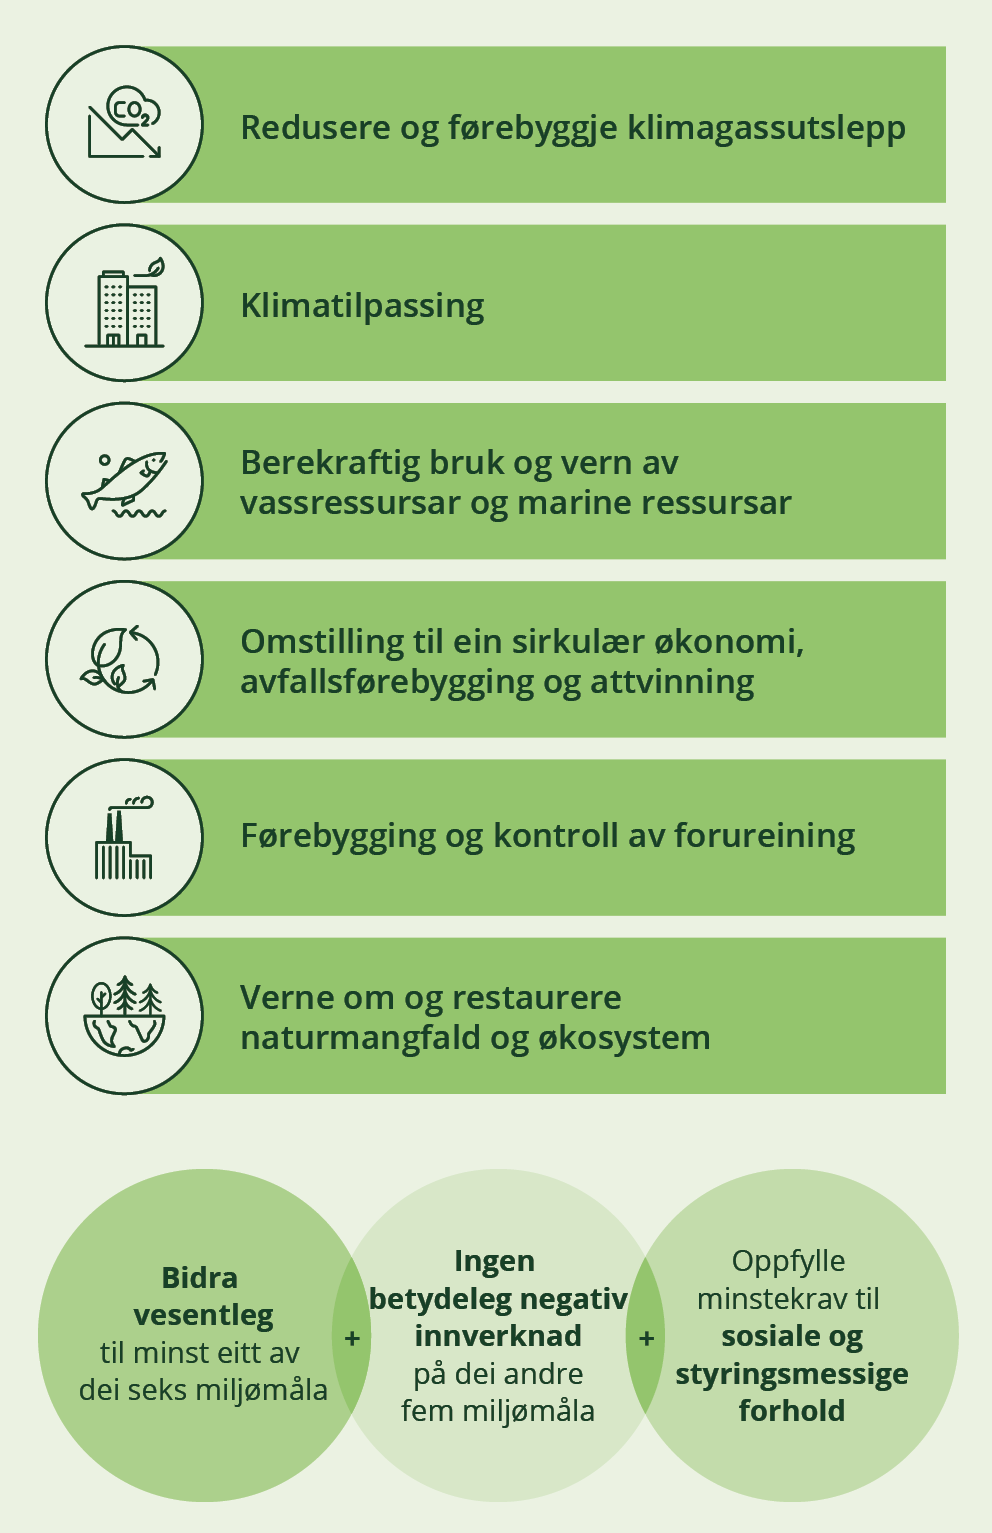 CO2
Redusere og førebyggje klimagassutslepp
Klimatilpassing
Berekraftig bruk og vern av
vassressursar og marine ressursar
Omstilling til ein sirkulær økonomi,
avfallsførebygging og attvinning
Førebygging og kontroll av forureining
Verne om og restaurere
naturmangfald og økosystem
Bidra
vesentleg
til minst eitt av
dei seks miljømåla
+
Ingen
betydeleg negativ
innverknad
på dei andre
fem miljømåla
+
Oppfylle
minstekrav til
sosiale og
styringsmessige
forhold